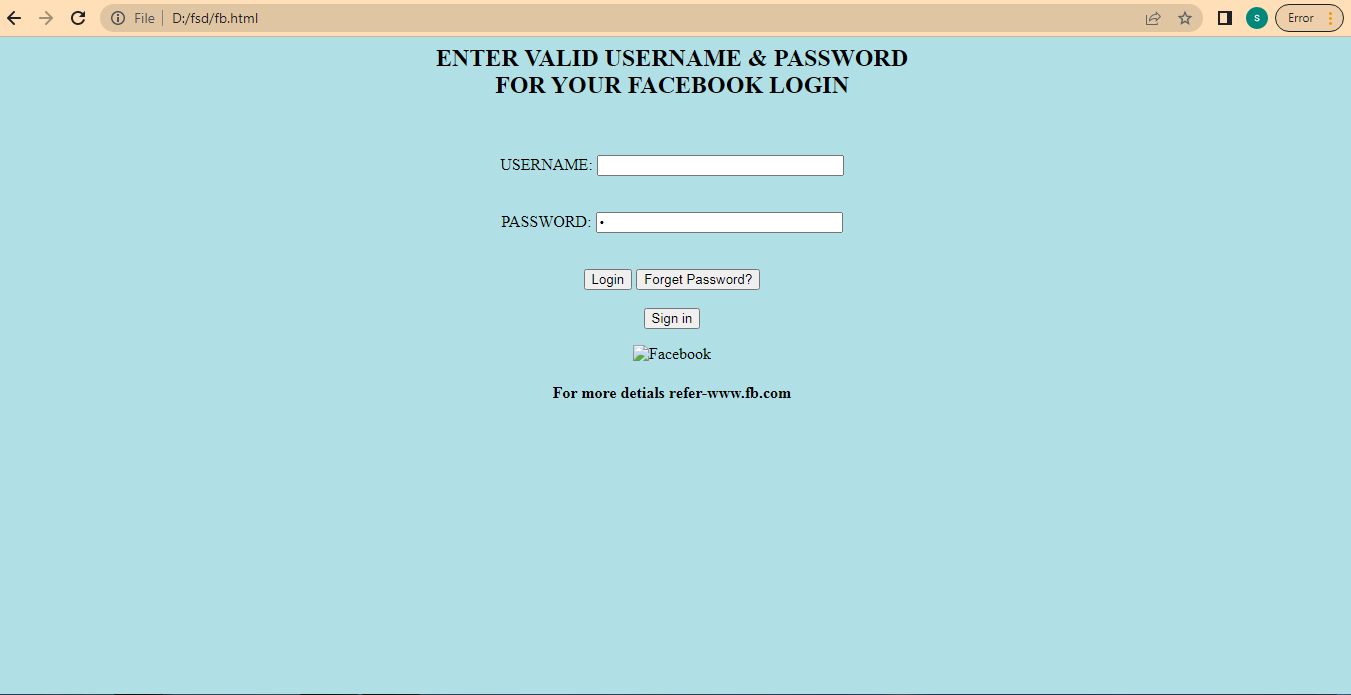 File D:/fsd/fb.html s Error
ENTER VALID USERNAME & PASSWORD
FOR YOUR FACEBOOK LOGIN
USERNAME:
PASSWORD: •
Login Forget Password?
Sign in
Facebook
For more detials refer-www.fb.com